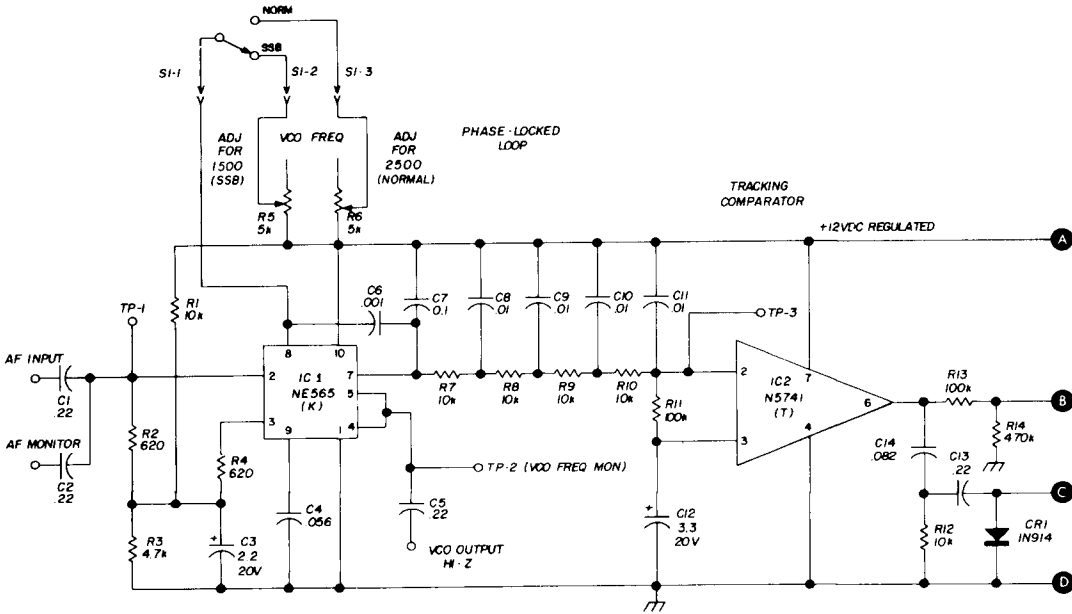 NORM
SSB
S1-1
S1-2
S1-3
ADJ
FOR
1500
(SSB)
VCO FREQ
ADJ
FOR
2500
(NORMAL)
PHASE-LOCKED
LOOP
R5
5k
R6
5k
TRACKING
COMPARATOR
+12VDC REGULATED
A
TP-1
R1
10k
C6
.001
C7
0.1
C8
.01
C9
.01
C10
.01
C11
.01
TP-3
AF INPUT
C1
.22
AF MONITOR
C2
.22
R2
620
R3
4.7k
R4
620
C3
+
2.2
20V
8
10
2
7
5
3
4
9
1
IC1
NE565
(K)
C4
.056
R7
10k
R8
10k
R9
10k
R10
10k
TP-2 (VCO FREQ MON)
C5
.22
VCO OUTPUT
HI-Z
R11
100k
+
C12
3.3
20V
2
3
7
4
6
IC2
N5741
(T)
R13
100k
B
R14
470k
C14
.082
C13
.22
C
R12
10k
CR1
1N914
D